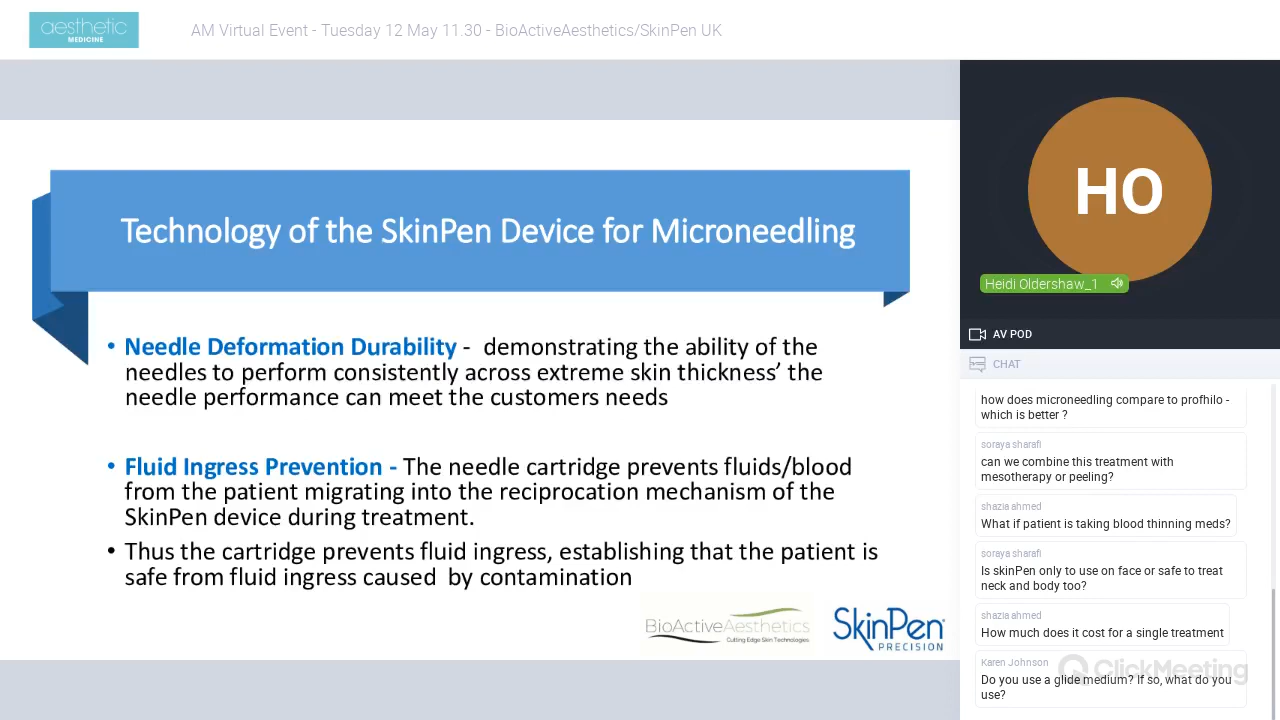 aesthetic
MEDICINE
AM Virtual Event - Tuesday 12 May 11.30 - BioActiveAesthetics/SkinPen UK
Technology of the SkinPen Device for Microneedling
• Needle Deformation Durability - demonstrating the ability of the
needles to perform consistently across extreme skin thickness’ the
needle performance can meet the customers needs
• Fluid Ingress Prevention - The needle cartridge prevents fluids/blood
from the patient migrating into the reciprocation mechanism of the
SkinPen device during treatment.
• Thus the cartridge prevents fluid ingress, establishing that the patient is
safe from fluid ingress caused by contamination
BioActiveAesthetics
Cutting Edge Skin Technologies
SkinPen
PRECISION
HO
Heidi Oldershaw_1
AV POD
CHAT
how does microneedling compare to profhilo -
which is better ?
soraya sharafi
can we combine this treatment with
mesotherapy or peeling?
shazia ahmed
What if patient is taking blood thinning meds?
soraya sharafi
Is skinPen only to use on face or safe to treat
neck and body too?
shazia ahmed
How much does it cost for a single treatment
Karen Johnson
Do you use a glide medium? If so, what do you
use?
ClickMeeting